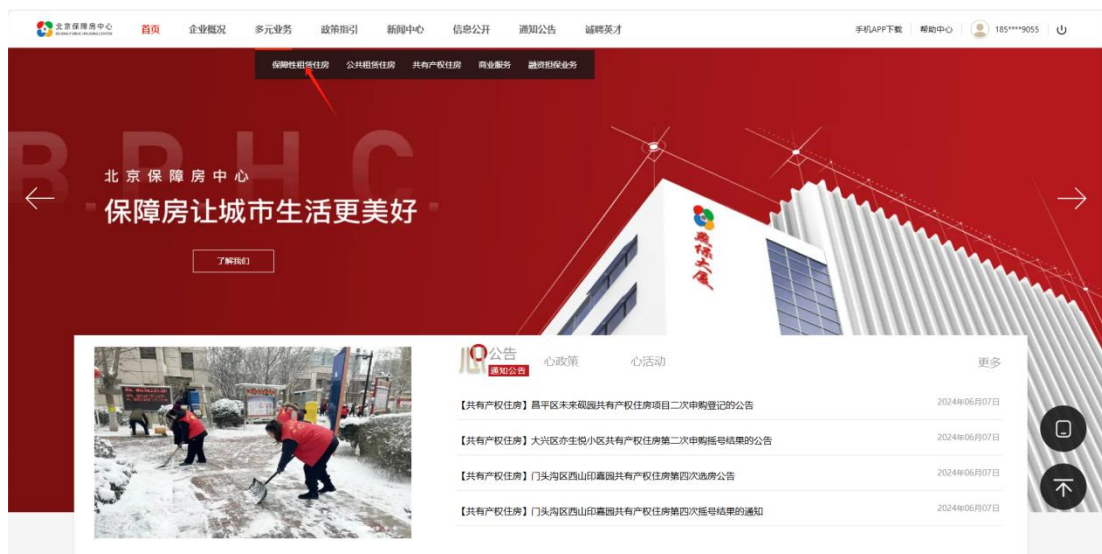 北京保障房中心
首页 企业概况 多元业务 政策指引 新闻中心 信息公开 通知公告 诚聘英才 手机APP下载 帮助中心 185****9055
保障性租赁住房 公共租赁住房 共有产权住房 商业服务 融资担保业务
BPHC
北京保障房中心
保障房让城市生活更美好
了解我们
保障大厦
公告 心政策 心活动 更多
通知公告
【共有产权住房】昌平区未来砚园共有产权住房项目二次申购登记的公告 2024年06月07日
【共有产权住房】大兴区亦生悦小区共有产权住房第二次申购摇号结果的公告 2024年06月07日
【共有产权住房】门头沟区西山印嘉园共有产权住房第四次选房公告 2024年06月07日
【共有产权住房】门头沟区西山印嘉园共有产权住房第四次摇号结果的通知 2024年06月07日